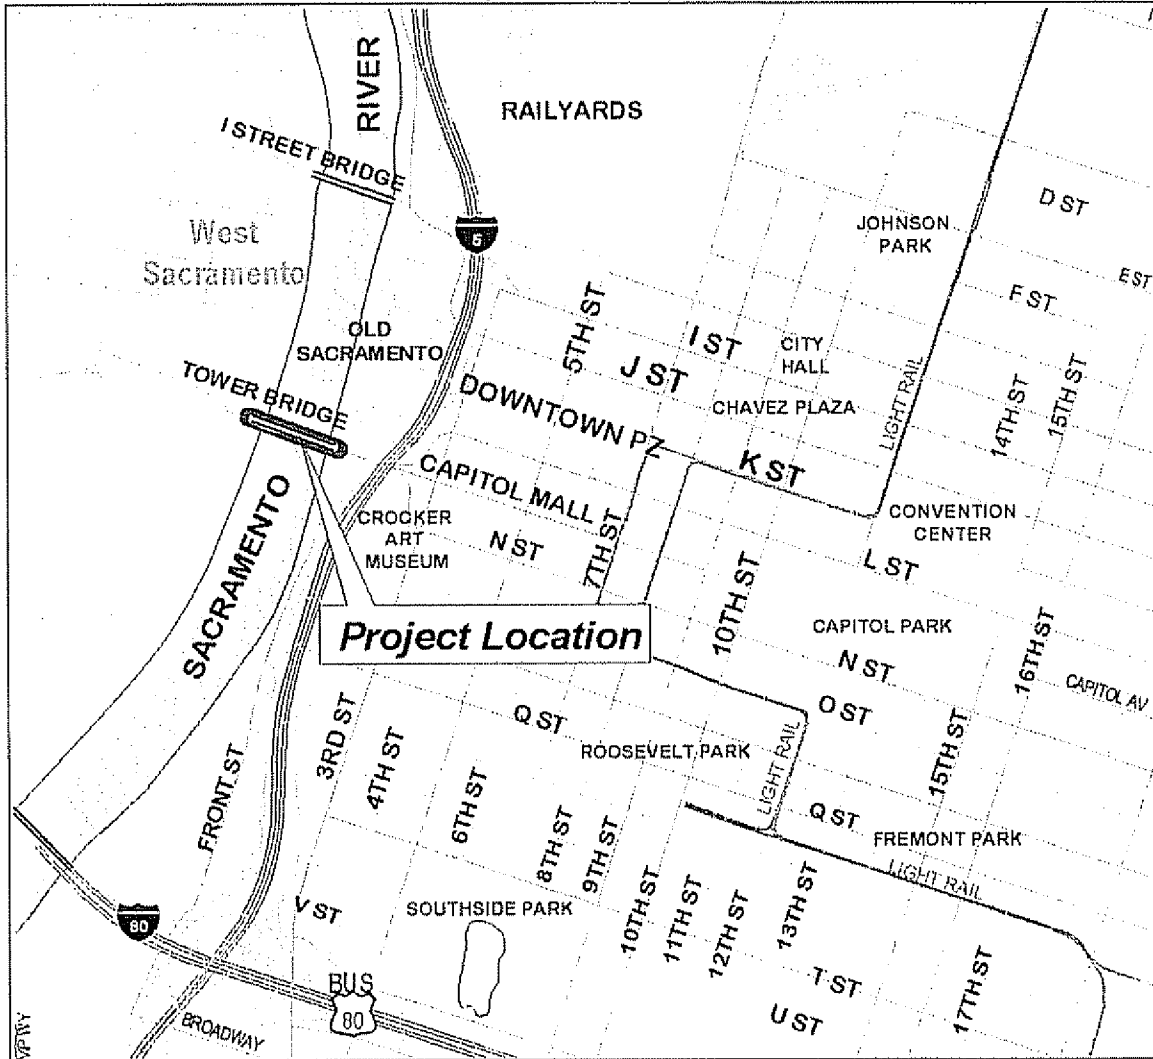 RIVER
RAILYARDS
I STREET BRIDGE
D ST
West
Sacramento
5
JOHNSON
PARK
E ST
F ST
OLD
SACRAMENTO
5TH ST
I ST
CITY
HALL
J ST
TOWER BRIDGE
DOWNTOWN PZ
CHAVEZ PLAZA
LIGHT RAIL
14TH ST
15TH ST
K ST
CAPITOL MALL
SACRAMENTO
CROCKER
ART
MUSEUM
N ST
7TH ST
CONVENTION
CENTER
L ST
10TH ST
Project Location
CAPITOL PARK
N ST
16TH ST
CAPITOL AV
O ST
3RD ST
Q ST
ROOSEVELT PARK
LIGHT RAIL
15TH ST
4TH ST
FRONT ST
6TH ST
8TH ST
9TH ST
Q ST
FREMONT PARK
LIGHT RAIL
V ST
SOUTHSIDE PARK
10TH ST
11TH ST
12TH ST
13TH ST
80
T ST
17TH ST
BUS
80
U ST
BROADWAY